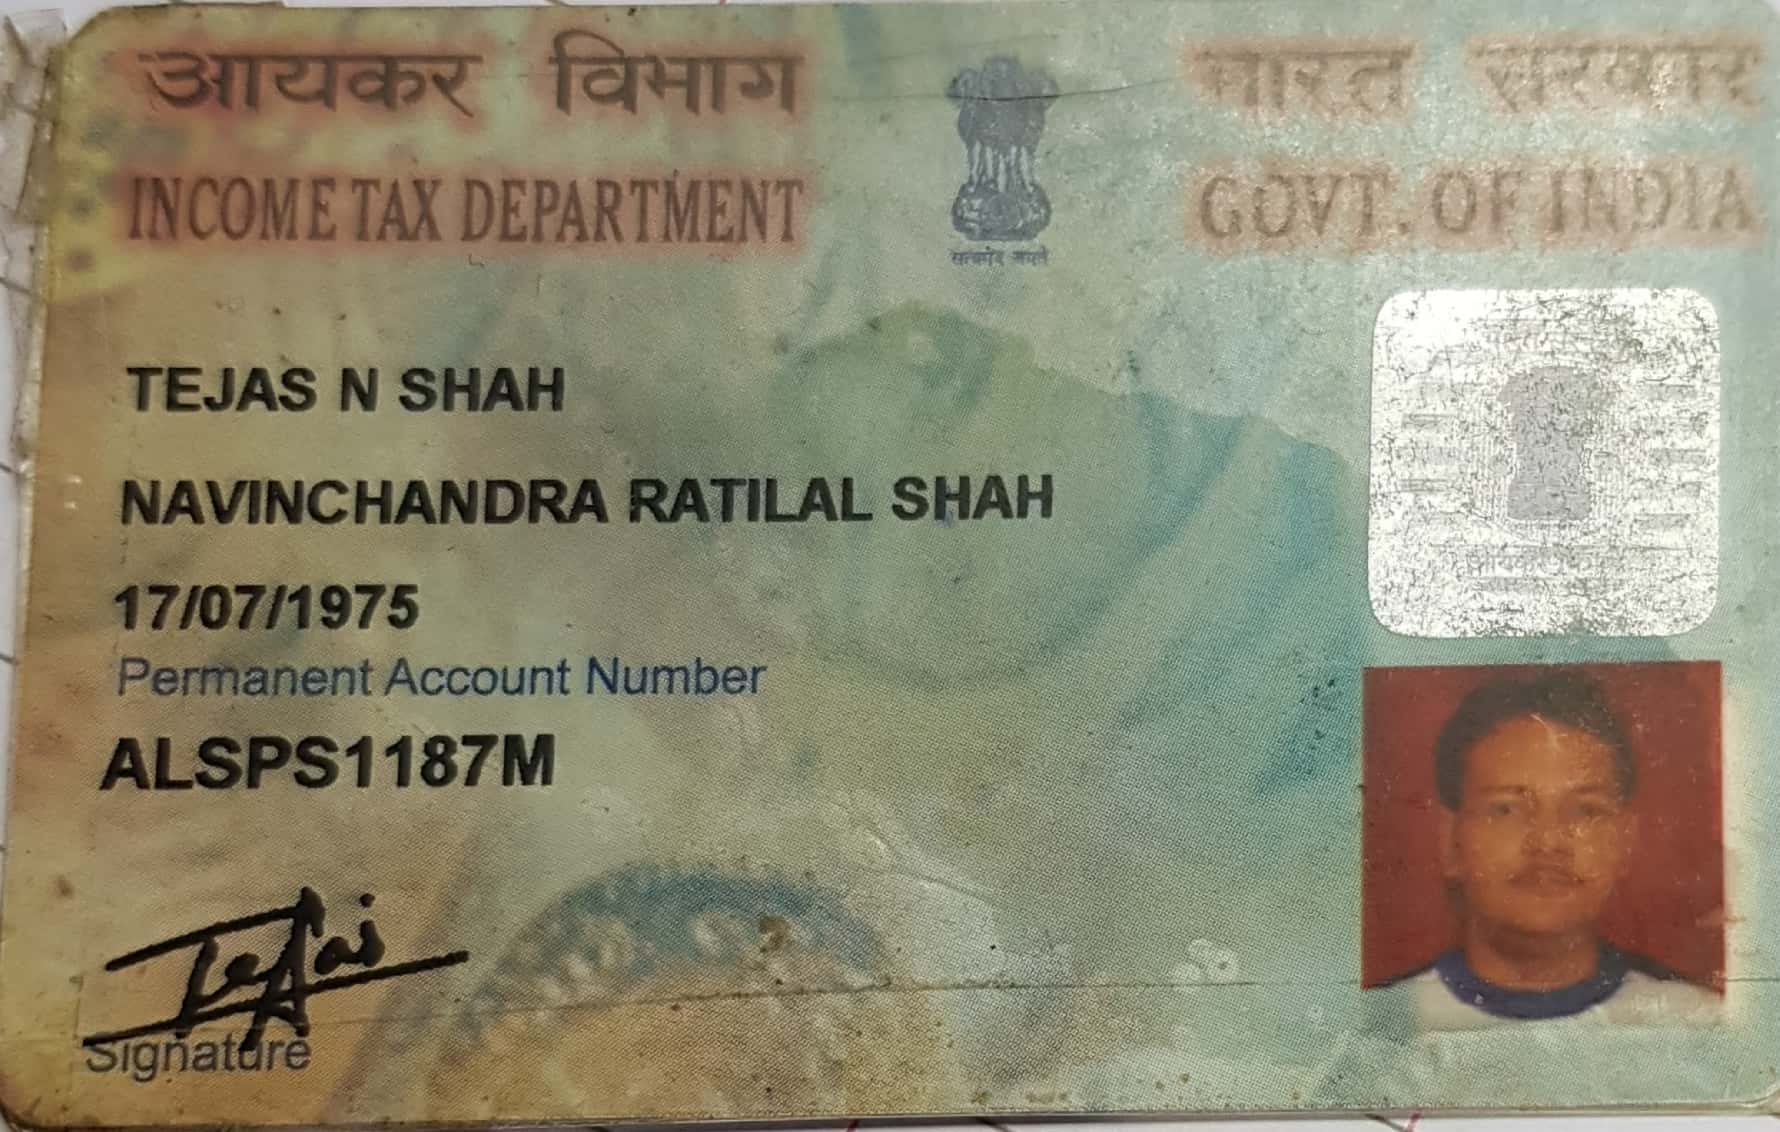 आयकर विभाग
INCOME TAX DEPARTMENT
भारत सरकार
GOVT. OF INDIA
सत्यमेव जयते
TEJAS N SHAH
NAVINCHANDRA RATILAL SHAH
17/07/1975
Permanent Account Number
ALSPS1187M
Tejas
Signature